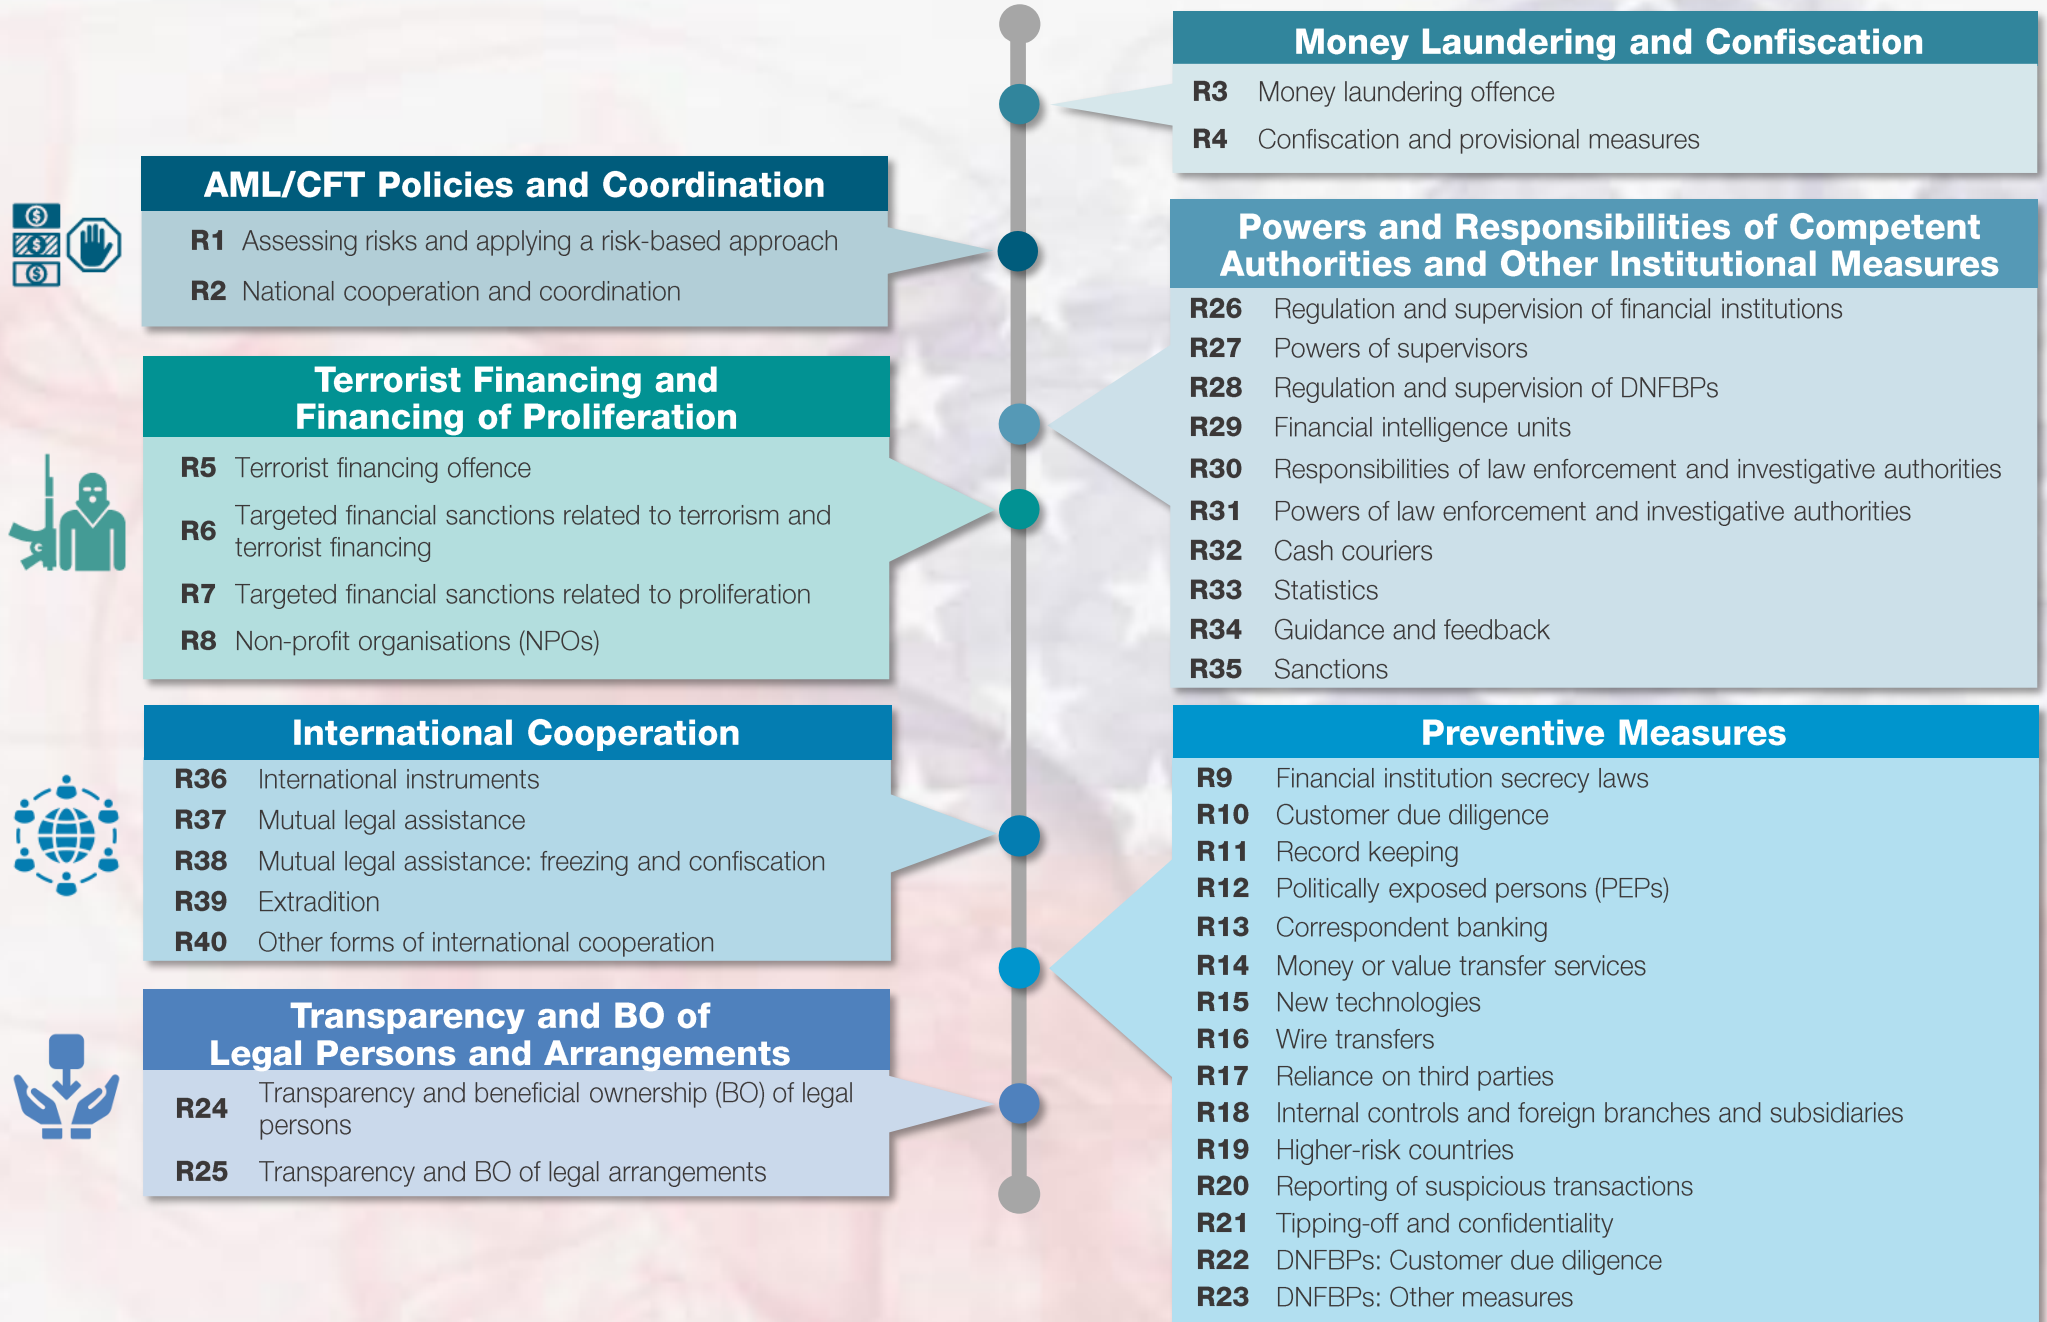 Money Laundering and Confiscation
R3 Money laundering offence
R4 Confiscation and provisional measures
AML/CFT Policies and Coordination
R1 Assessing risks and applying a risk-based approach
R2 National cooperation and coordination
Powers and Responsibilities of Competent
Authorities and Other Institutional Measures
R26 Regulation and supervision of financial institutions
R27 Powers of supervisors
R28 Regulation and supervision of DNFBPs
R29 Financial intelligence units
R30 Responsibilities of law enforcement and investigative authorities
R31 Powers of law enforcement and investigative authorities
R32 Cash couriers
R33 Statistics
R34 Guidance and feedback
R35 Sanctions
Terrorist Financing and
Financing of Proliferation
R5 Terrorist financing offence
R6 Targeted financial sanctions related to terrorism and
terrorist financing
R7 Targeted financial sanctions related to proliferation
R8 Non-profit organisations (NPOs)
International Cooperation
R36 International instruments
R37 Mutual legal assistance
R38 Mutual legal assistance: freezing and confiscation
R39 Extradition
R40 Other forms of international cooperation
Preventive Measures
R9 Financial institution secrecy laws
R10 Customer due diligence
R11 Record keeping
R12 Politically exposed persons (PEPs)
R13 Correspondent banking
R14 Money or value transfer services
R15 New technologies
R16 Wire transfers
R17 Reliance on third parties
R18 Internal controls and foreign branches and subsidiaries
R19 Higher-risk countries
R20 Reporting of suspicious transactions
R21 Tipping-off and confidentiality
R22 DNFBPs: Customer due diligence
R23 DNFBPs: Other measures
Transparency and BO of
Legal Persons and Arrangements
R24 Transparency and beneficial ownership (BO) of legal
persons
R25 Transparency and BO of legal arrangements